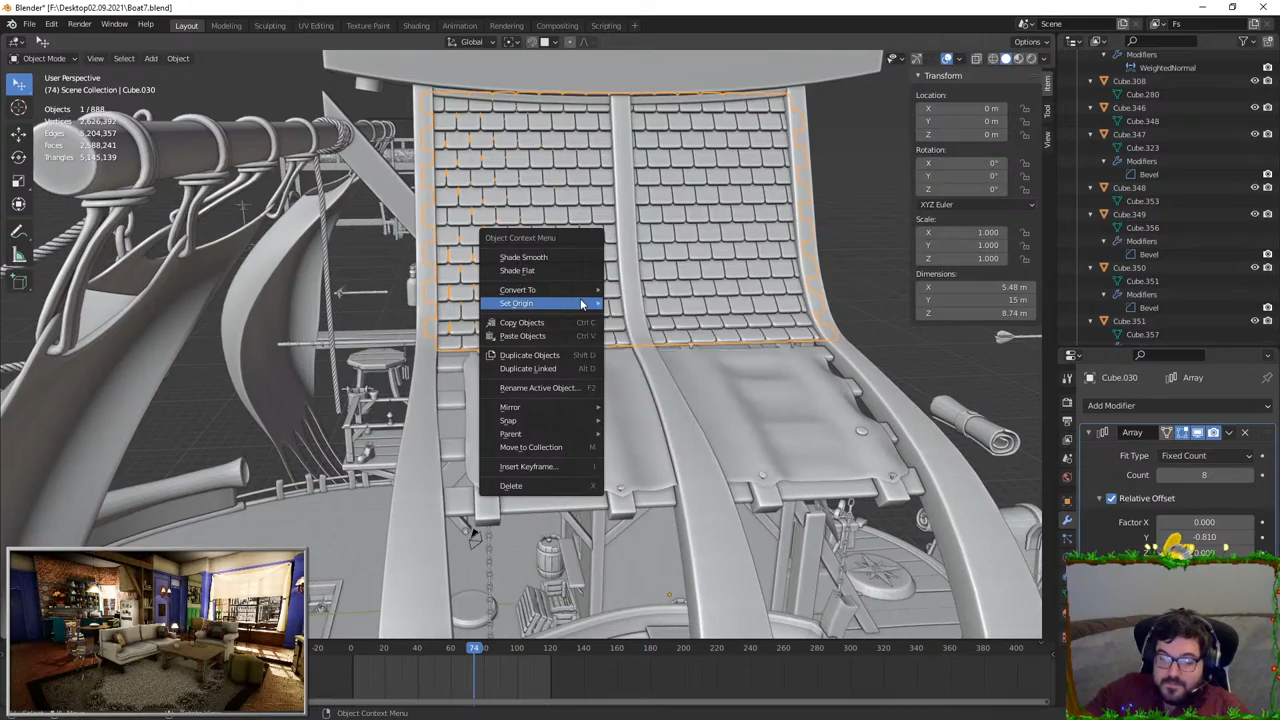 Blender* [F:\Desktop02.09.2021\Boat7.blend]
File Edit Render Window Help Layout Modeling Sculpting UV Editing Texture Paint Shading Animation Rendering Compositing Scripting + Scene Fs
Global Options
Object Mode View Select Add Object
User Perspective
(74) Scene Collection | Cube.030
Objects 1/888
Vertices 2,626,392
Edges 5,204,357
Faces 2,588,241
Triangles 5,145,139
Object Context Menu
Shade Smooth
Shade Flat
Convert To
Set Origin
Copy Objects Ctrl C
Paste Objects Ctrl V
Duplicate Objects Shift D
Duplicate Linked Alt D
Rename Active Object... F2
Mirror
Snap
Parent
Move to Collection M
Insert Keyframe... I
Delete X
Transform
Location:
X 0 m
Y 0 m
Z 0 m
Rotation:
X 0°
Y 0°
Z 0°
XYZ Euler
Scale:
X 1.000
Y 1.000
Z 1.000
Dimensions:
X 5.48 m
Y 15 m
Z 8.74 m
Item
Tool
View
Modifiers
WeightedNormal
Cube.308
Cube.280
Cube.346
Cube.348
Cube.347
Cube.323
Modifiers
Bevel
Cube.348
Cube.353
Cube.349
Cube.356
Modifiers
Bevel
Cube.350
Cube.351
Modifiers
Bevel
Cube.351
Cube.357
Cube.030 Array
Add Modifier
Array
Fit Type Fixed Count
Count 8
Relative Offset
Factor X 0.000
Y -0.810
-20 0 20 40 60 74 80 100 120 140 160 180 200 220 240 260 280 300 320 340 360 380 400
Object Context Menu